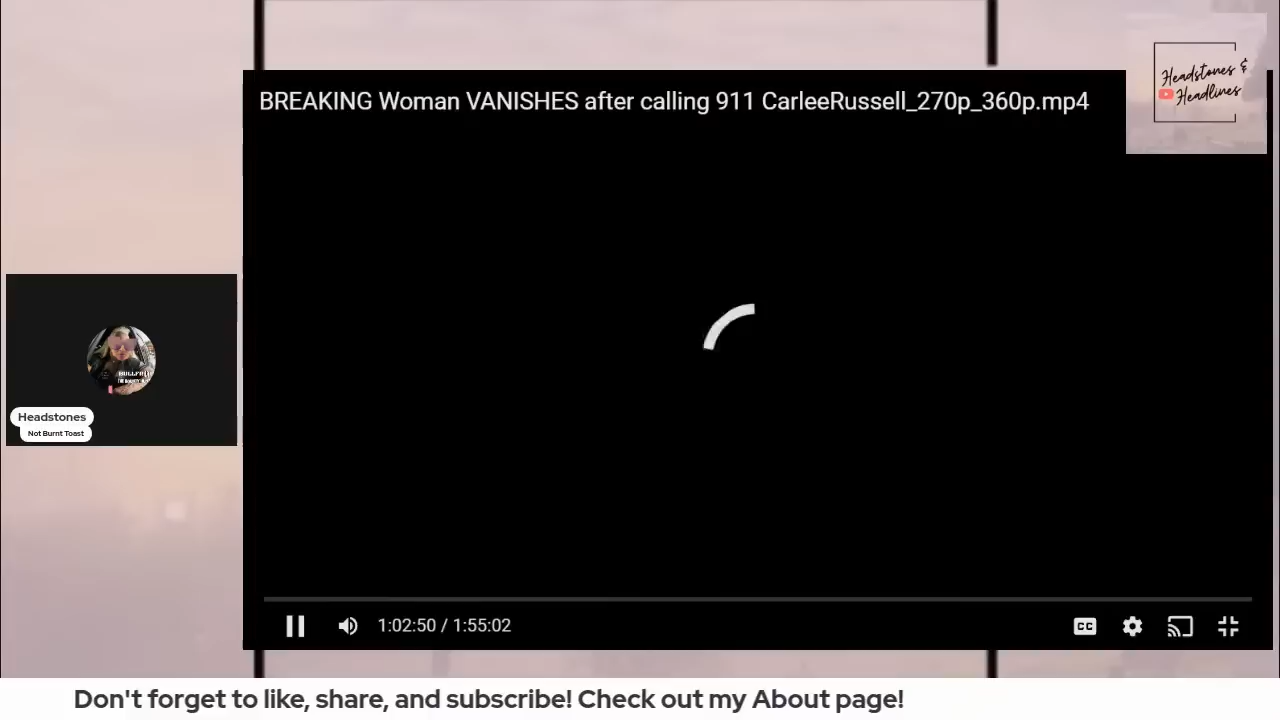 BREAKING Woman VANISHES after calling 911 CarleeRussell_270p_360p.mp4
Headstones &
Headlines
Headstones
Not Burnt Toast
1:02:50 / 1:55:02
CC
Don't forget to like, share, and subscribe! Check out my About page!